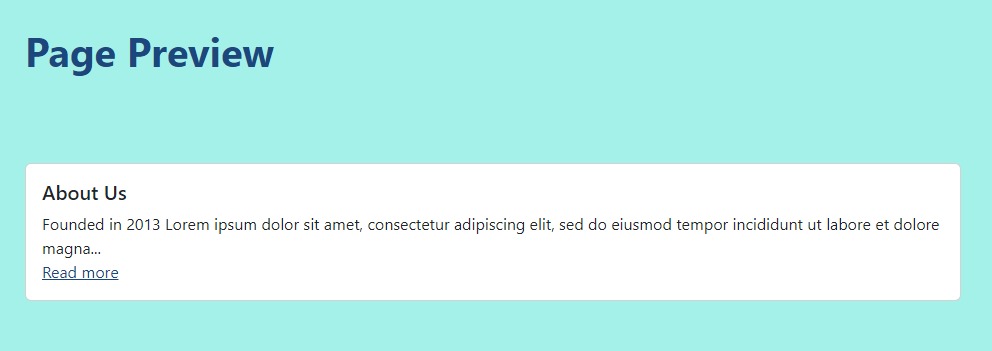 Page Preview
About Us
Founded in 2013 Lorem ipsum dolor sit amet, consectetur adipiscing elit, sed do eiusmod tempor incididunt ut labore et dolore
magna...
Read more